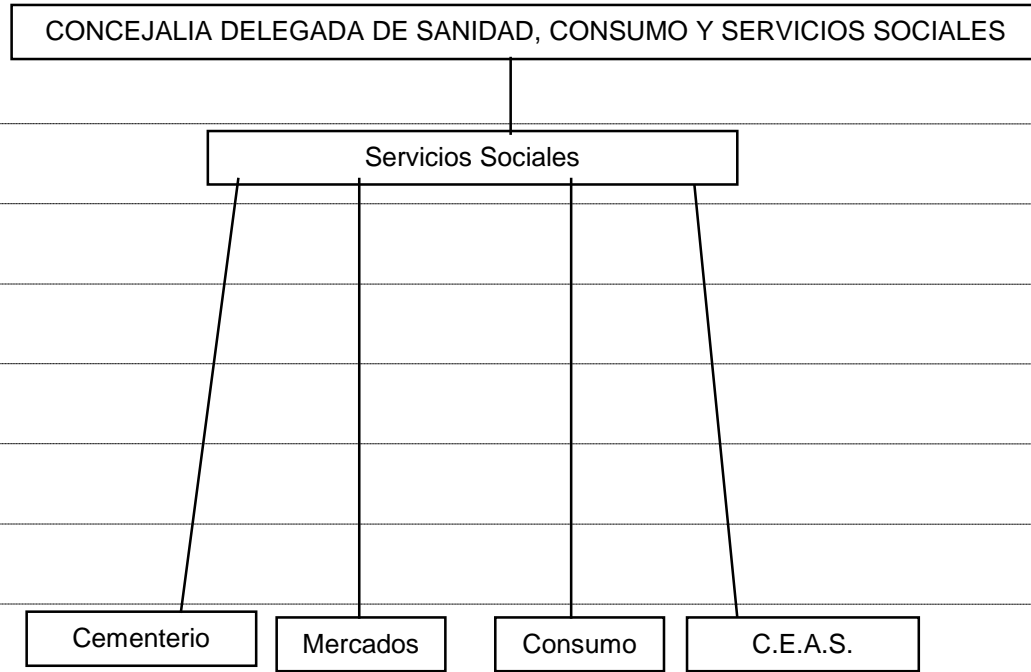 CONCEJALIA DELEGADA DE SANIDAD, CONSUMO Y SERVICIOS SOCIALES
Servicios Sociales
Cementerio
Mercados
Consumo
C.E.A.S.